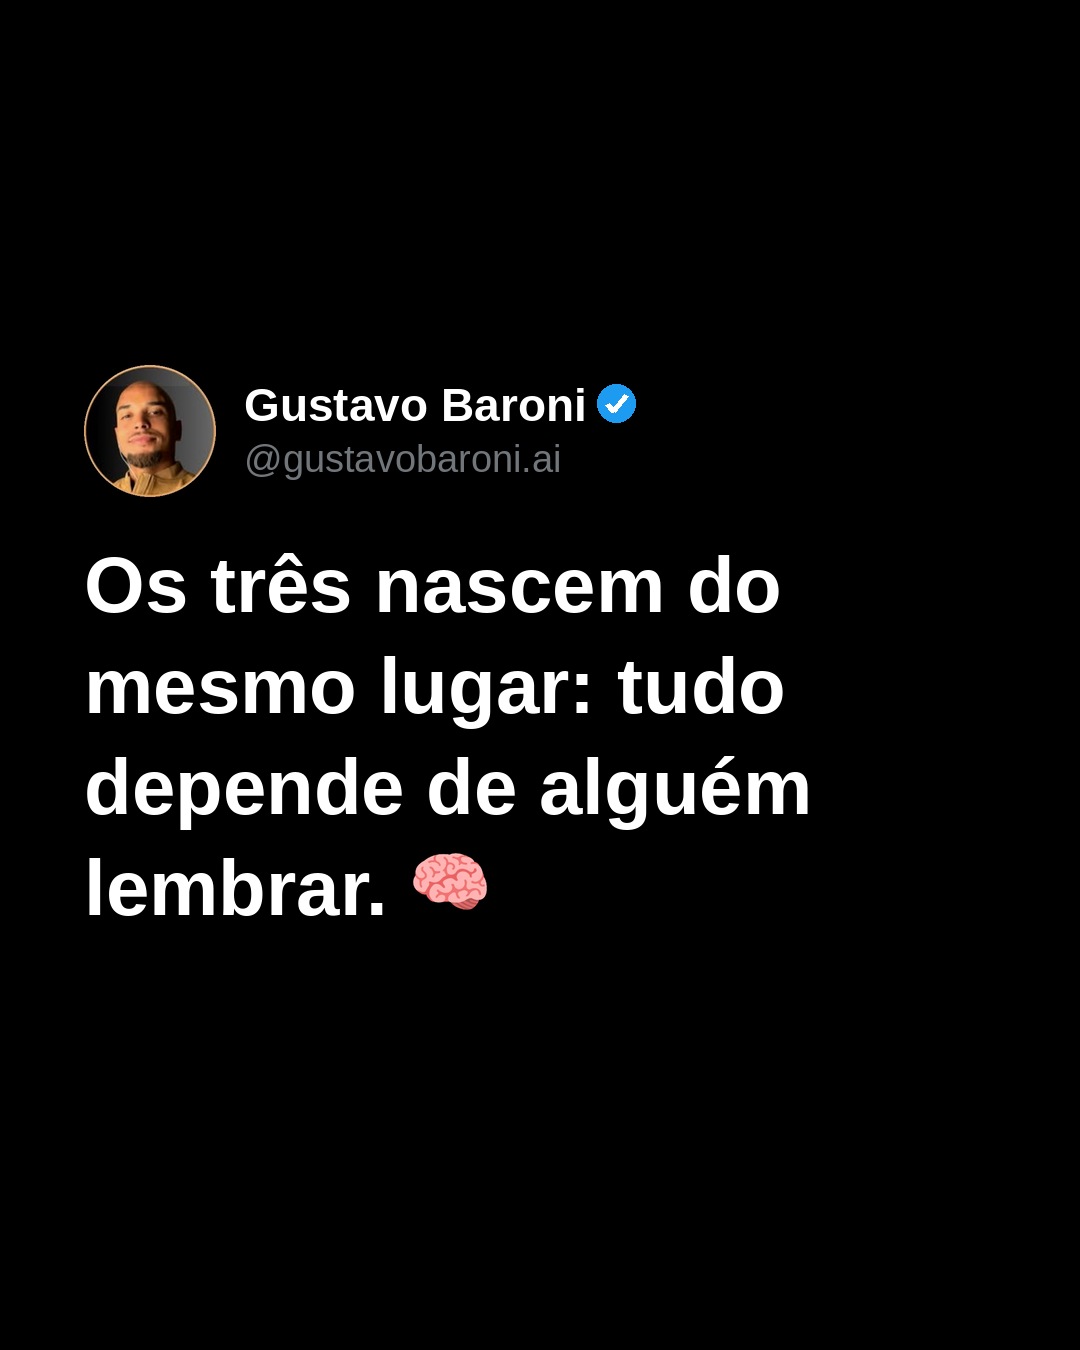 Gustavo Baroni
@gustavobaroni.ai
Os três nascem do
mesmo lugar: tudo
depende de alguém
lembrar. 🧠